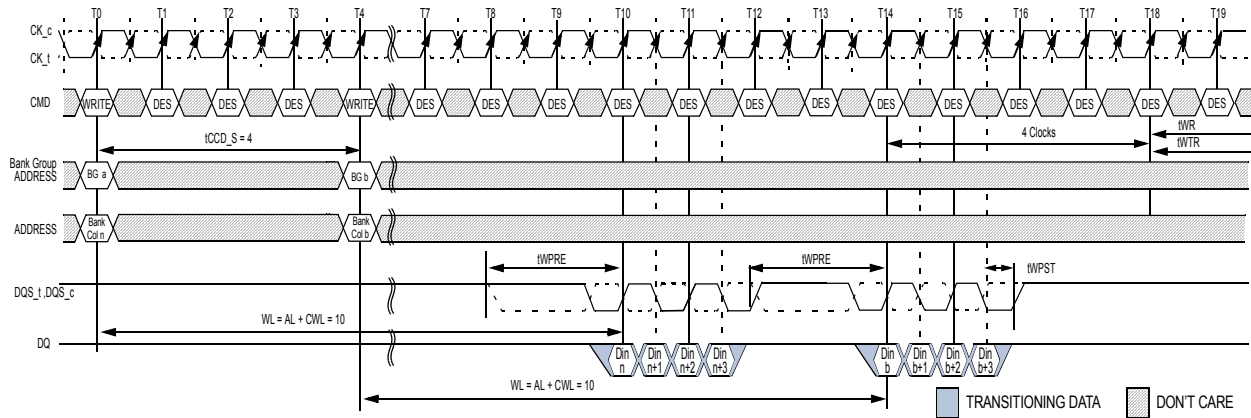 T0 T1 T2 T3 T4 T7 T8 T9 T10 T11 T12 T13 T14 T15 T16 T17 T18 T19
CK_c
CK_t
CMD WRITE DES DES DES WRITE DES DES DES DES DES DES DES DES DES DES DES DES DES
tCCD_S = 4
4 Clocks
tWR
tWTR
Bank Group
ADDRESS
BG a
BG b
ADDRESS
Bank
Col n
Bank
Col b
tWPRE
tWPRE
tWPST
DQS_t ,DQS_c
WL = AL + CWL = 10
DQ
Din
n
Din
n+1
Din
n+2
Din
n+3
Din
b
Din
b+1
Din
b+2
Din
b+3
WL = AL + CWL = 10
TRANSITIONING DATA
DON'T CARE